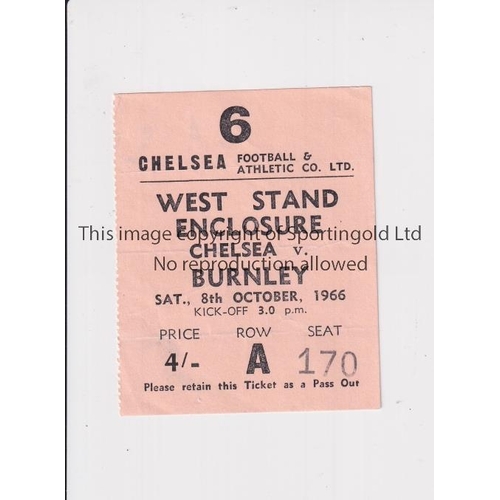 6
CHELSEA FOOTBALL & ATHLETIC CO. LTD.
WEST STAND
ENCLOSURE
This image copyright of Sportingold Ltd
CHELSEA v.
No reproduction allowed
BURNLEY
SAT., 8th OCTOBER, 1966
KICK-OFF 3.0 p.m.
PRICE ROW SEAT
4/- A 170
Please retain this Ticket as a Pass Out